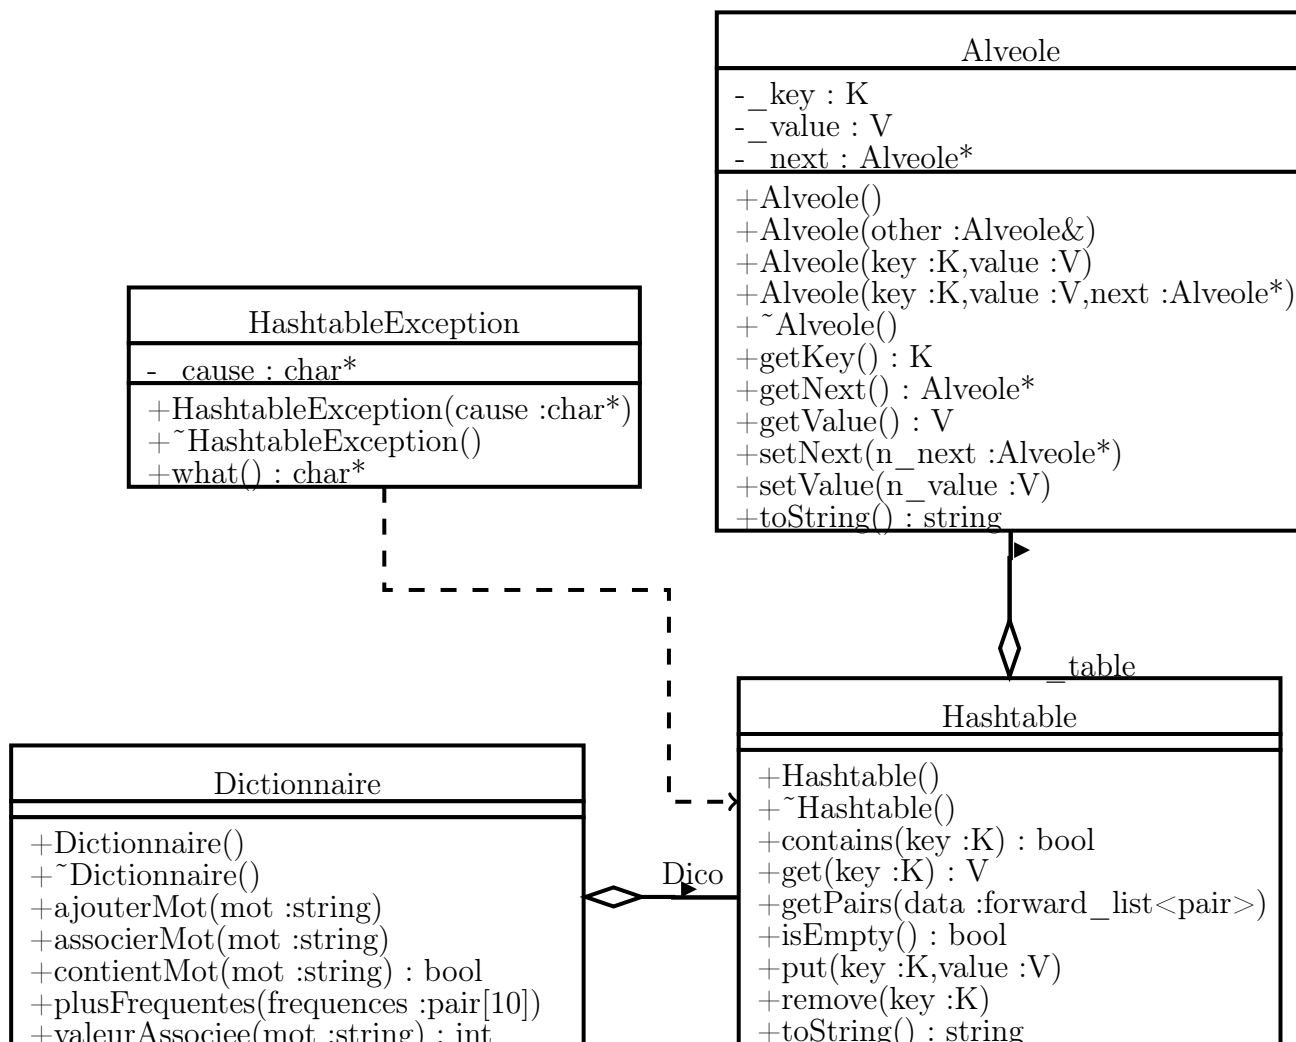 Alveole
-_key : K
-_value : V
-_next : Alveole*
+Alveole()
+Alveole(other :Alveole&)
+Alveole(key :K,value :V)
+Alveole(key :K,value :V,next :Alveole*)
+~Alveole()
+getKey() : K
+getNext() : Alveole*
+getValue() : V
+setNext(n_next :Alveole*)
+setValue(n_value :V)
+toString() : string
HashtableException
-_cause : char*
+HashtableException(cause :char*)
+~HashtableException()
+what() : char*
_table
Hashtable
+Hashtable()
+~Hashtable()
+contains(key :K) : bool
+get(key :K) : V
+getPairs(data :forward_list<pair>)
+isEmpty() : bool
+put(key :K,value :V)
+remove(key :K)
+toString() : string
Dico
Dictionnaire
+Dictionnaire()
+~Dictionnaire()
+ajouterMot(mot :string)
+associerMot(mot :string)
+contientMot(mot :string) : bool
+plusFrequentes(frequences :pair[10])
+valeurAssociee(mot :string) : int